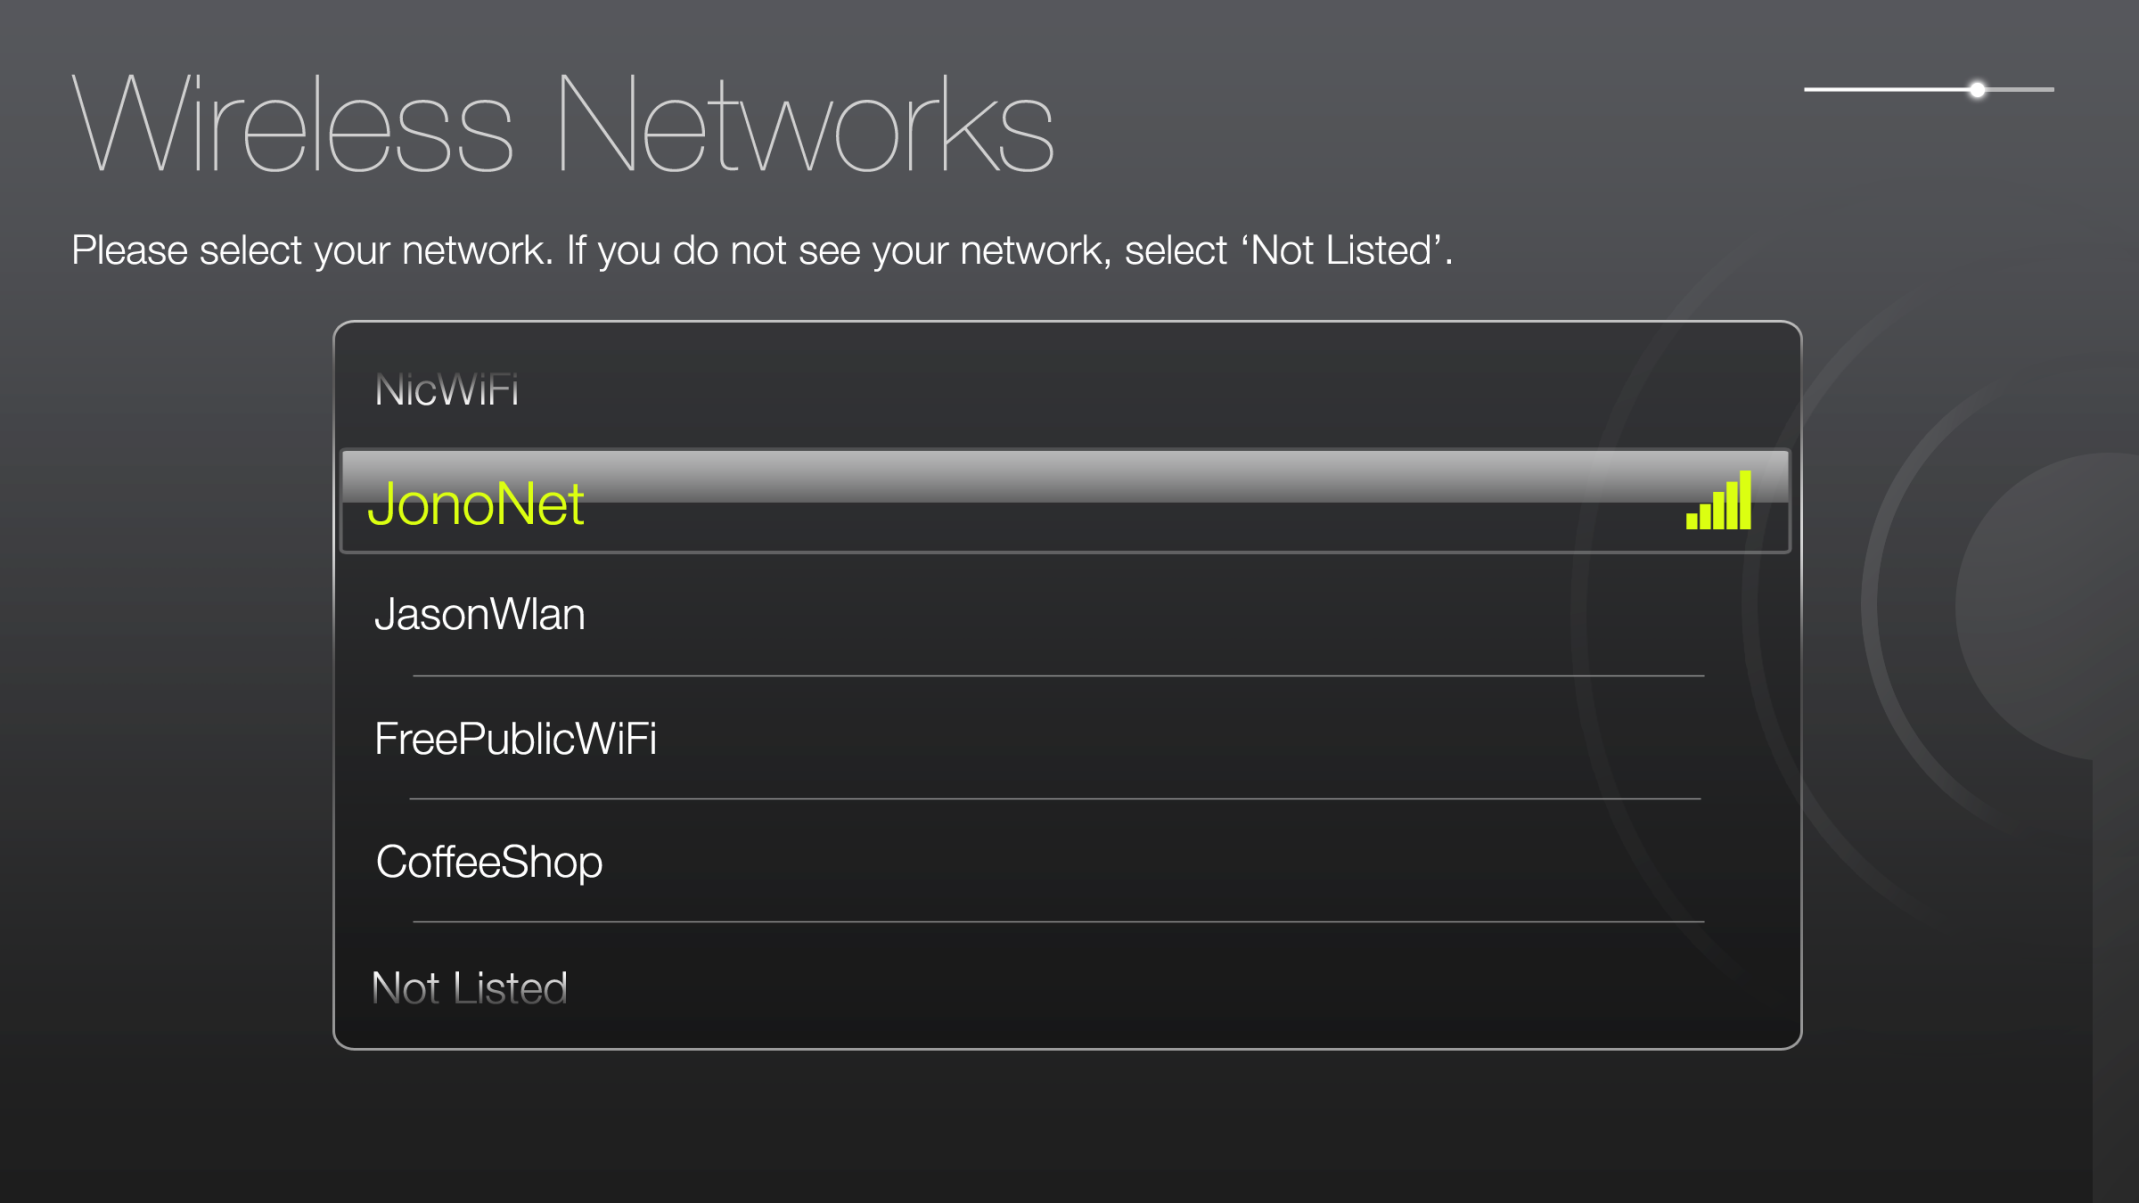 Wireless Networks
Please select your network. If you do not see your network, select ‘Not Listed’.
NicWiFi
JonoNet
JasonWlan
FreePublicWiFi
CoffeeShop
Not Listed